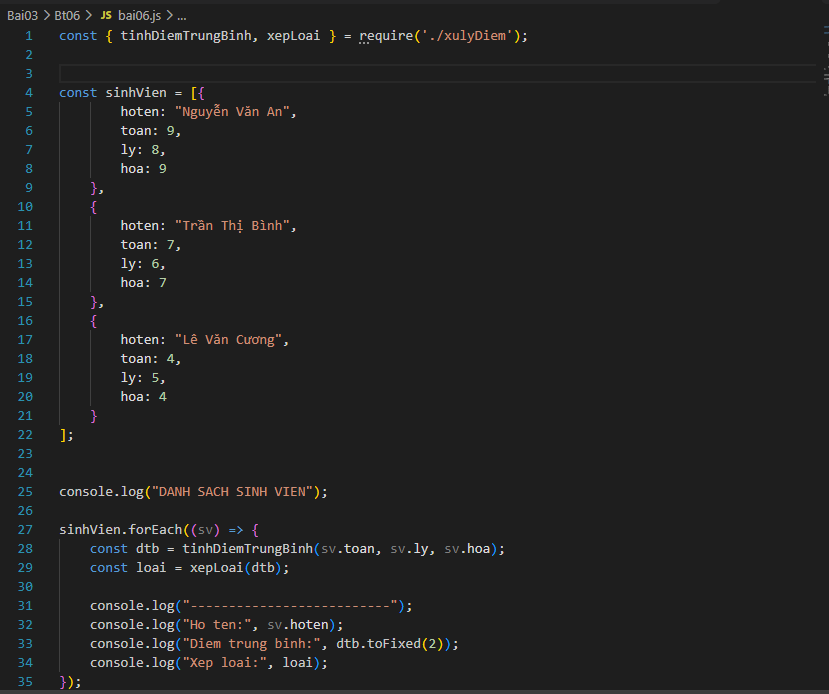 Bai03 > Bt06 > JS bai06.js > ...
1 const { tinhDiemTrungBinh, xepLoai } = require('./xulyDiem');
2
3
4 const sinhVien = [{
5 hoten: "Nguyễn Văn An",
6 toan: 9,
7 ly: 8,
8 hoa: 9
9 },
10 {
11 hoten: "Trần Thị Bình",
12 toan: 7,
13 ly: 6,
14 hoa: 7
15 },
16 {
17 hoten: "Lê Văn Cương",
18 toan: 4,
19 ly: 5,
20 hoa: 4
21 }
22 ];
23
24
25 console.log("DANH SACH SINH VIEN");
26
27 sinhVien.forEach((sv) => {
28 const dtb = tinhDiemTrungBinh(sv.toan, sv.ly, sv.hoa);
29 const loai = xepLoai(dtb);
30
31 console.log("--------------------------");
32 console.log("Ho ten:", sv.hoten);
33 console.log("Diem trung binh:", dtb.toFixed(2));
34 console.log("Xep loai:", loai);
35 });